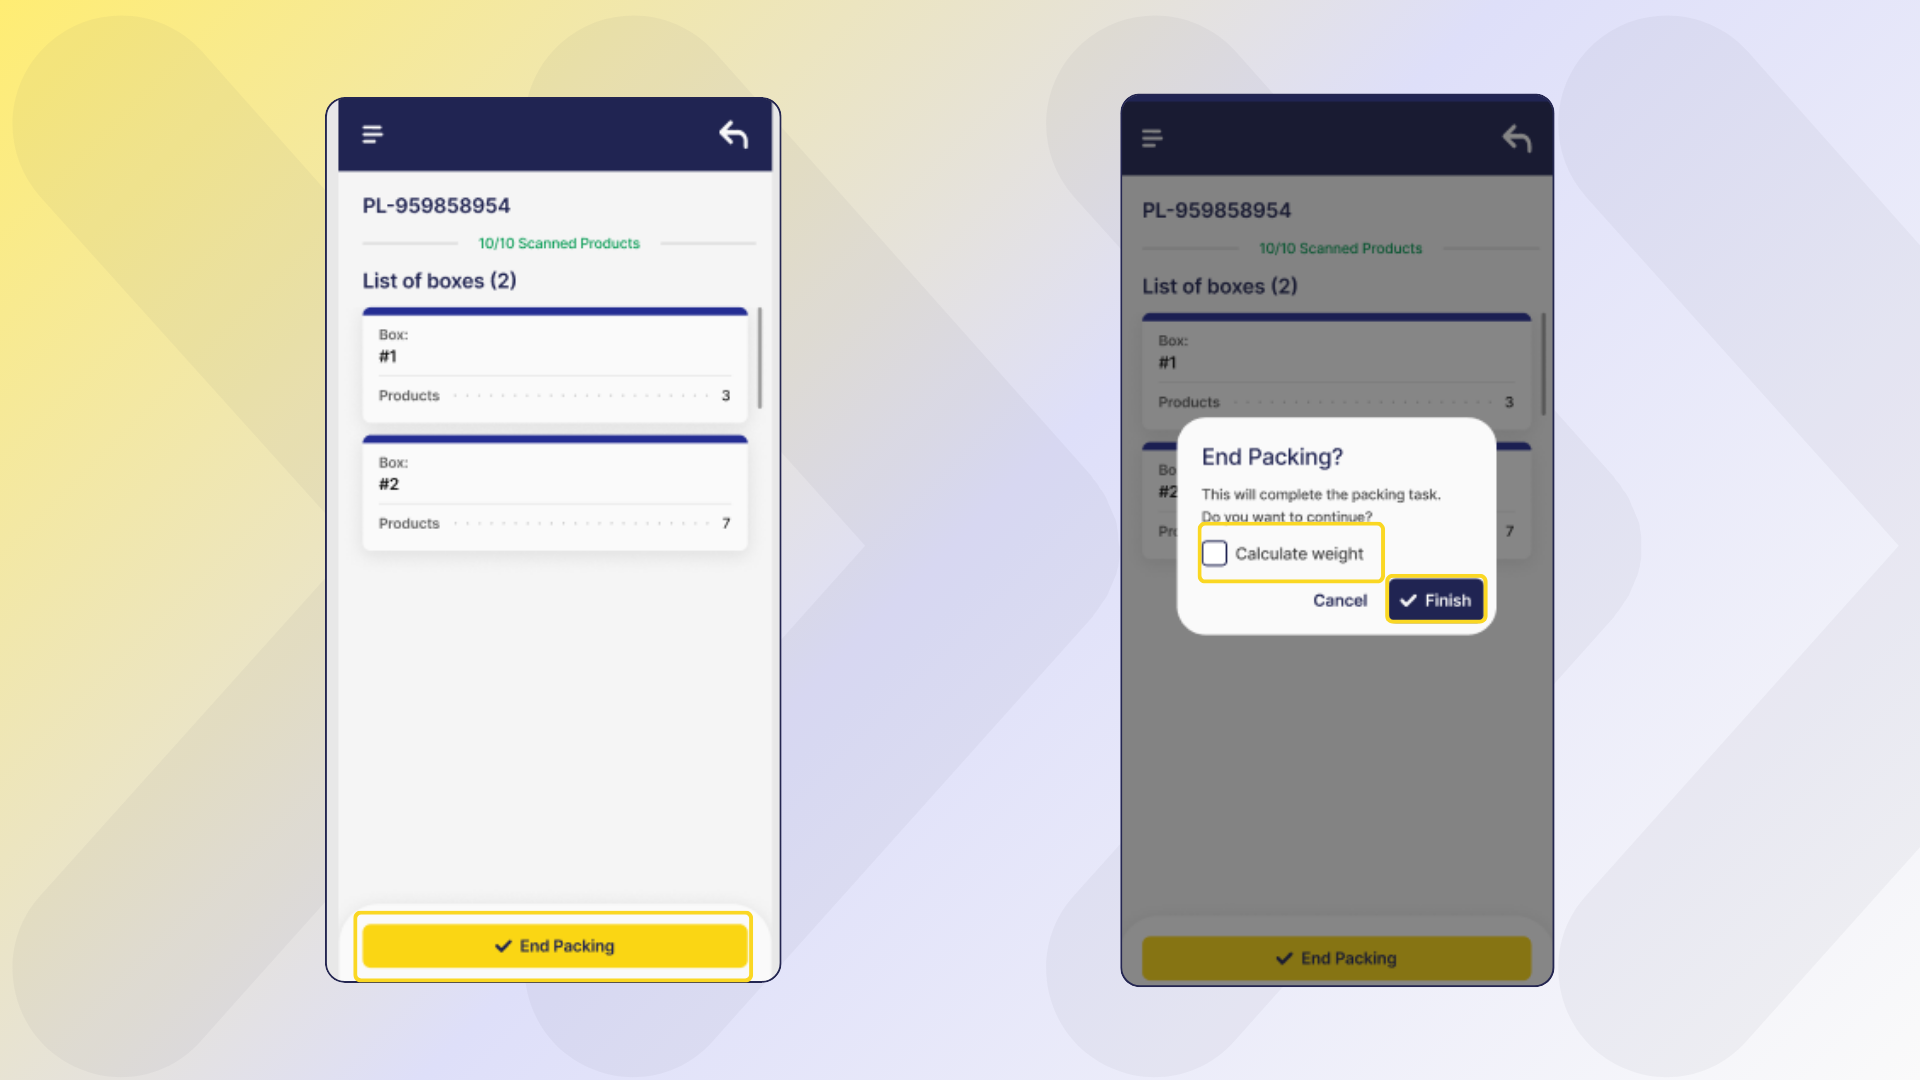 PL-959858954
10/10 Scanned Products
List of boxes (2)
Box:
#1
Products 3
Box:
#2
Products 7
End Packing
PL-959858954
10/10 Scanned Products
List of boxes (2)
Box:
#1
Products 3
Bo
#2
Pr 7
End Packing?
This will complete the packing task.
Do you want to continue?
Calculate weight
Cancel
Finish
End Packing